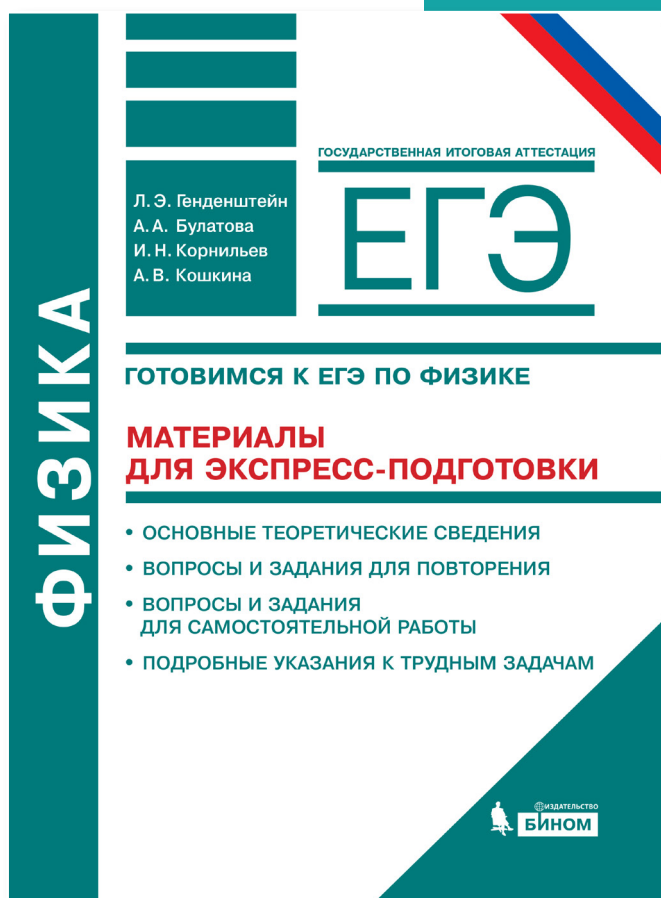 ГОСУДАРСТВЕННАЯ ИТОГОВАЯ АТТЕСТАЦИЯ
ЕГЭ
Л. Э. Генденштейн
А. А. Булатова
И. Н. Корнильев
А. В. Кошкина
ФИЗИКА
ГОТОВИМСЯ К ЕГЭ ПО ФИЗИКЕ
МАТЕРИАЛЫ
ДЛЯ ЭКСПРЕСС-ПОДГОТОВКИ
• ОСНОВНЫЕ ТЕОРЕТИЧЕСКИЕ СВЕДЕНИЯ
• ВОПРОСЫ И ЗАДАНИЯ ДЛЯ ПОВТОРЕНИЯ
• ВОПРОСЫ И ЗАДАНИЯ
ДЛЯ САМОСТОЯТЕЛЬНОЙ РАБОТЫ
• ПОДРОБНЫЕ УКАЗАНИЯ К ТРУДНЫМ ЗАДАЧАМ
ИЗДАТЕЛЬСТВО
БИНОМ